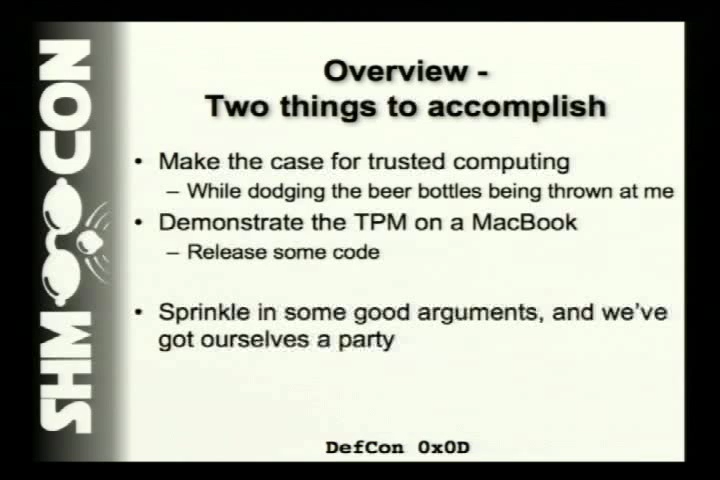 Overview -
Two things to accomplish
• Make the case for trusted computing
– While dodging the beer bottles being thrown at me
• Demonstrate the TPM on a MacBook
– Release some code
• Sprinkle in some good arguments, and we've
got ourselves a party
SHMOOCON
DefCon 0x0D